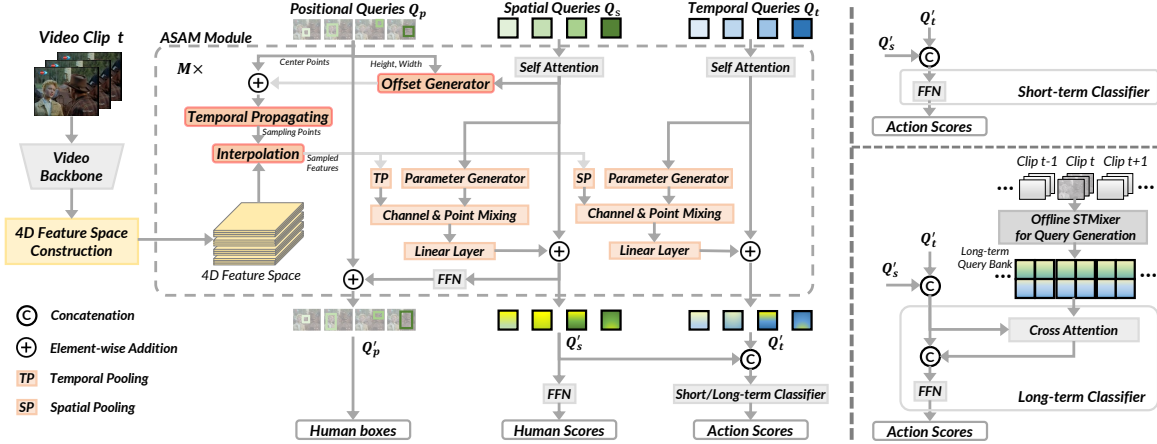 Positional Queries Qp
Spatial Queries Qs
Temporal Queries Qt
Video Clip t
ASAM Module
M×
Center Points
Height, Width
Self Attention
Self Attention
Offset Generator
Temporal Propagating
Sampling Points
Interpolation
Sampled
Features
Video
Backbone
TP
Parameter Generator
SP
Parameter Generator
Channel & Point Mixing
Channel & Point Mixing
4D Feature Space
Construction
Linear Layer
Linear Layer
4D Feature Space
FFN
C Concatenation
Element-wise Addition
TP Temporal Pooling
SP Spatial Pooling
Q′p
Q′s
Q′t
C
FFN
Short/Long-term Classifier
Human boxes
Human Scores
Action Scores
Q′t
Q′s
C
FFN
Short-term Classifier
Action Scores
Clip t-1
Clip t
Clip t+1
Offline STMixer
for Query Generation
Long-term
Query Bank
Q′t
Q′s
C
Cross Attention
C
FFN
Long-term Classifier
Action Scores